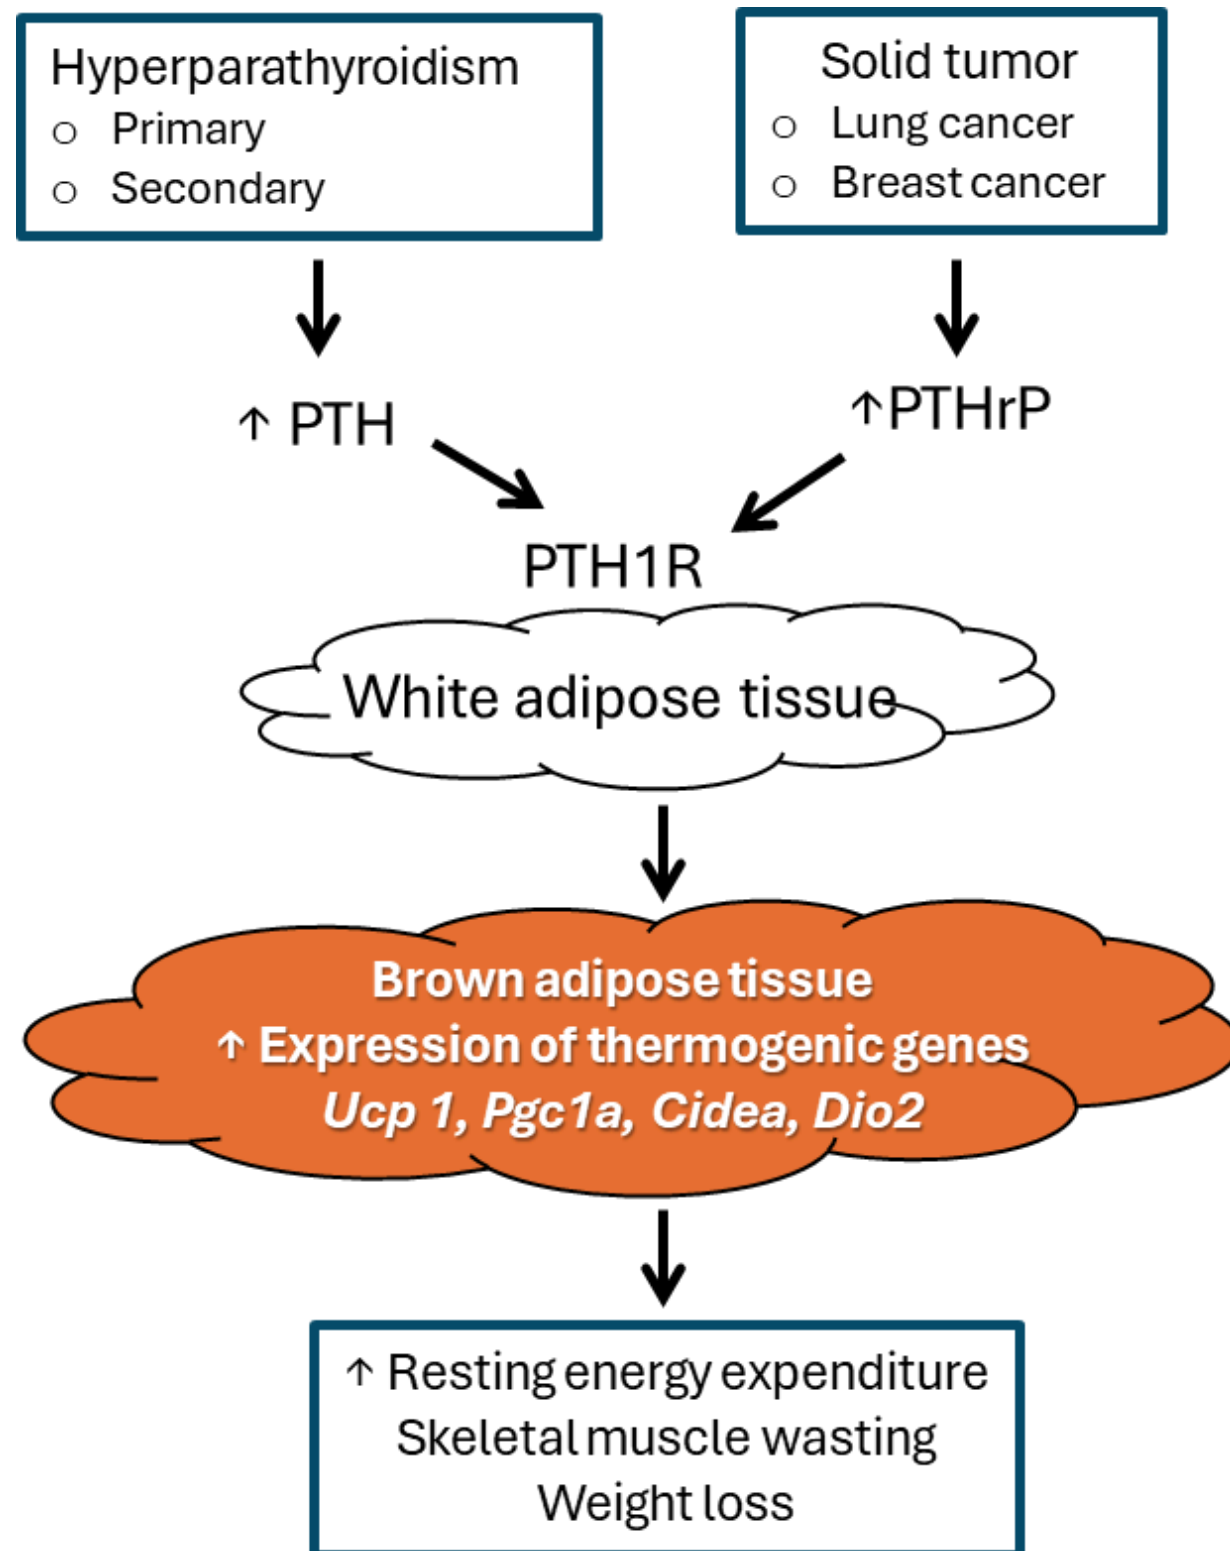 Hyperparathyroidism
o Primary
o Secondary
Solid tumor
o Lung cancer
o Breast cancer
↑ PTH
↑PTHrP
PTH1R
White adipose tissue
Brown adipose tissue
↑ Expression of thermogenic genes
Ucp 1, Pgc1a, Cidea, Dio2
↑ Resting energy expenditure
Skeletal muscle wasting
Weight loss